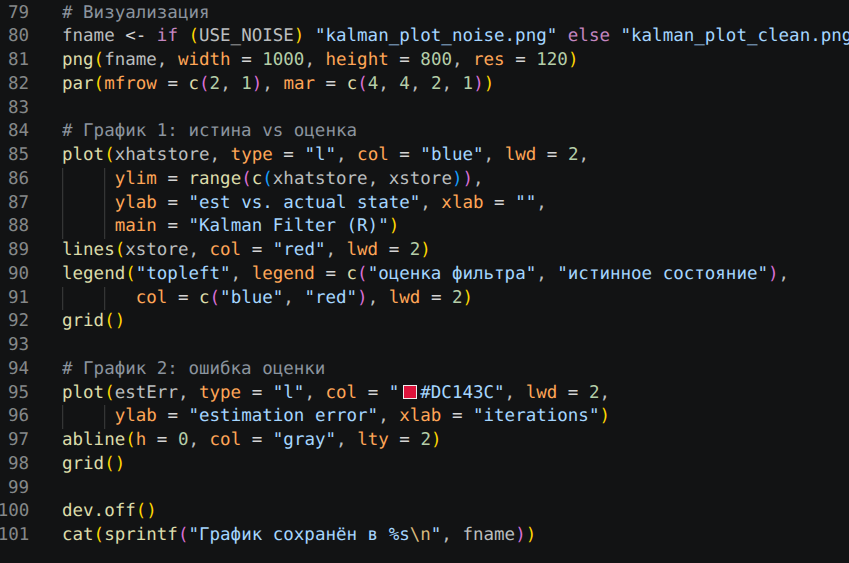 79 # Визуализация
80 fname <- if (USE_NOISE) "kalman_plot_noise.png" else "kalman_plot_clean.png
81 png(fname, width = 1000, height = 800, res = 120)
82 par(mfrow = c(2, 1), mar = c(4, 4, 2, 1))
83
84 # График 1: истина vs оценка
85 plot(xhatstore, type = "l", col = "blue", lwd = 2,
86      ylim = range(c(xhatstore, xstore)),
87      ylab = "est vs. actual state", xlab = "",
88      main = "Kalman Filter (R)")
89 lines(xstore, col = "red", lwd = 2)
90 legend("topleft", legend = c("оценка фильтра", "истинное состояние"),
91        col = c("blue", "red"), lwd = 2)
92 grid()
93
94 # График 2: ошибка оценки
95 plot(estErr, type = "l", col = "#DC143C", lwd = 2,
96      ylab = "estimation error", xlab = "iterations")
97 abline(h = 0, col = "gray", lty = 2)
98 grid()
99
100 dev.off()
101 cat(sprintf("График сохранён в %s\n", fname))